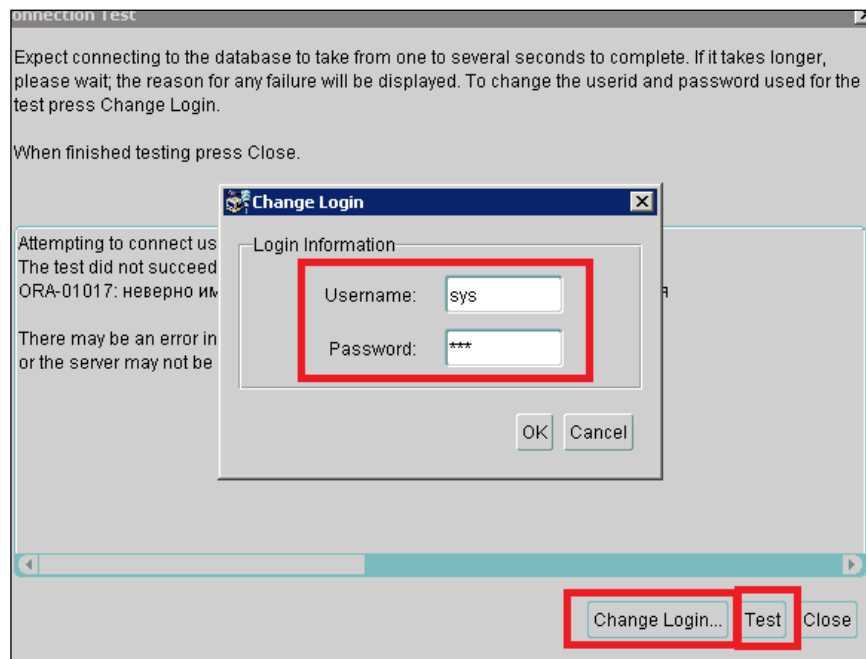 onnection Test
Expect connecting to the database to take from one to several seconds to complete. If it takes longer,
please wait; the reason for any failure will be displayed. To change the userid and password used for the
test press Change Login.
When finished testing press Close.
Change Login
Attempting to connect us
Login Information
The test did not succeed
ORA-01017: неверно им
я
Username: sys
There may be an error in
Password: ***
or the server may not be
OK Cancel
Change Login... Test Close